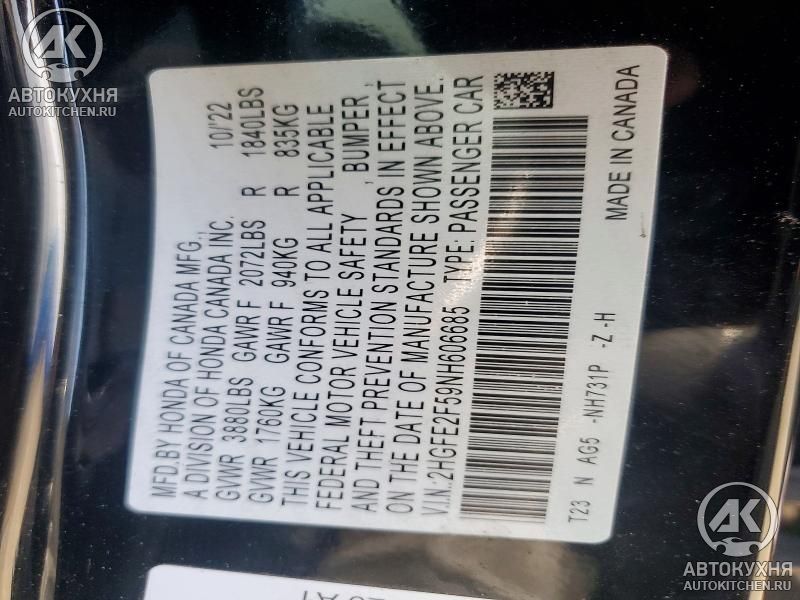 AK
АВТОКУХНЯ
AUTOKITCHEN.RU
MFD.BY HONDA OF CANADA MFG., 10/22
A DIVISION OF HONDA CANADA INC.
GVWR 3880LBS GAWR F 2072LBS R 1840LBS
GVWR 1760KG GAWR F 940KG R 835KG
THIS VEHICLE CONFORMS TO ALL APPLICABLE
FEDERAL MOTOR VEHICLE SAFETY , BUMPER,
AND THEFT PREVENTION STANDARDS IN EFFECT
ON THE DATE OF MANUFACTURE SHOWN ABOVE.
V.I.N.:2HGFE2F59NH606685 TYPE: PASSENGER CAR
T23 N AG5 -NH731P -Z -H
MADE IN CANADA
AK
АВТОКУХНЯ
AUTOKITCHEN.RU